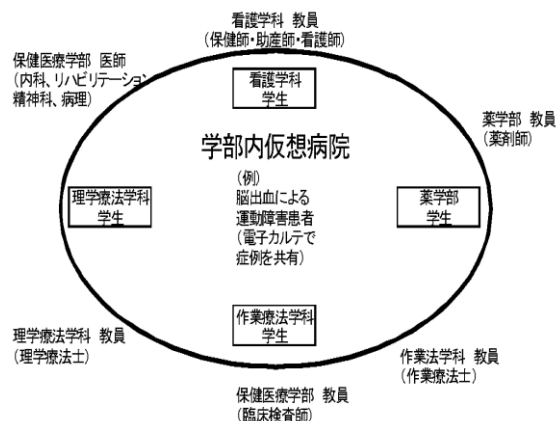 看護学科 教員
(保健師・助産師・看護師)
保健医療学部 医師
(内科、リハビリテーション
精神科、病理)
看護学科
学生
薬学部 教員
(薬剤師)
学部内仮想病院
(例)
脳出血による
運動障害患者
(電子カルテで
症例を共有)
理学療法学科
学生
薬学部
学生
作業療法学科
学生
理学療法学科 教員
(理学療法士)
作業法学科 教員
(作業療法士)
保健医療学部 教員
(臨床検査師)